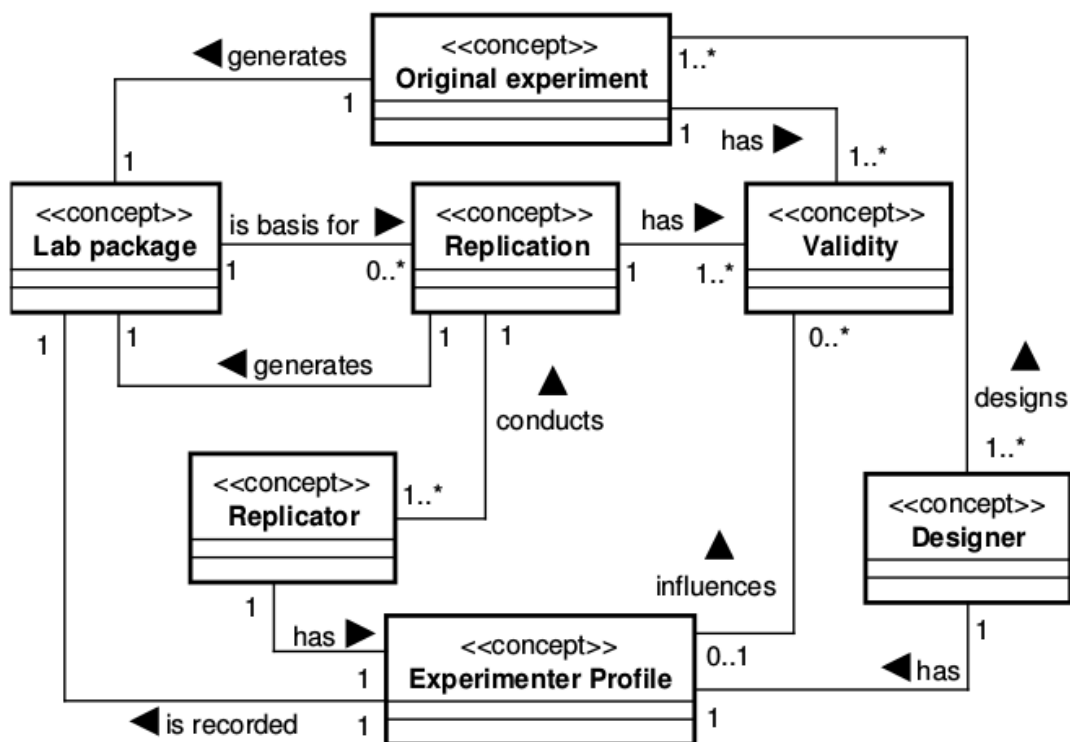 <<concept>>
Original experiment
◀ generates
1
1..*
1
has ▶
1
1..*
<<concept>>
Lab package
is basis for ▶
1
0..*
<<concept>>
Replication
has ▶
1
1..*
<<concept>>
Validity
1
1
◀ generates
1
1
0..*
▲
conducts
▲
designs
1..*
<<concept>>
Replicator
1..*
<<concept>>
Designer
▲
influences
1
has ▶
1
<<concept>>
Experimenter Profile
0..1
1
◀ has
1
◀ is recorded
1